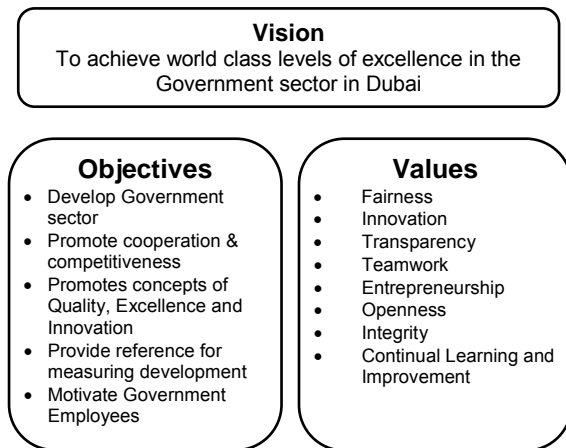 Vision
To achieve world class levels of excellence in the
Government sector in Dubai
Objectives
• Develop Government
sector
• Promote cooperation &
competitiveness
• Promotes concepts of
Quality, Excellence and
Innovation
• Provide reference for
measuring development
• Motivate Government
Employees
Values
• Fairness
• Innovation
• Transparency
• Teamwork
• Entrepreneurship
• Openness
• Integrity
• Continual Learning and
Improvement